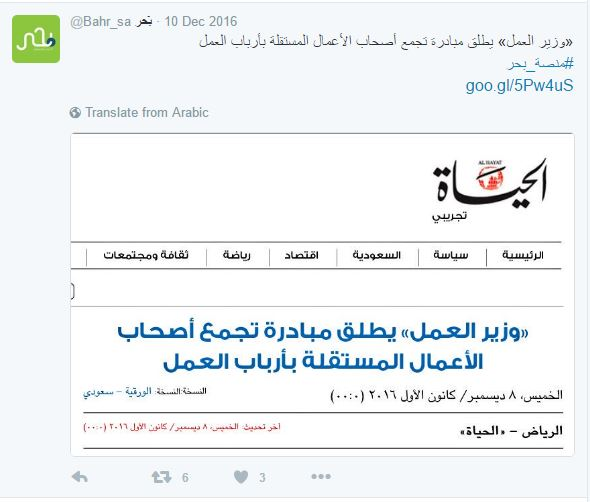 بَحر @Bahr_sa · 10 Dec 2016
«وزير العمل» يطلق مبادرة تجمع أصحاب الأعمال المستقلة بأرباب العمل
#منصة_بحر
goo.gl/5Pw4uS
Translate from Arabic
AL HAYAT
الحياة
تجريبي
الرئيسية | سياسة | السعودية | اقتصاد | رياضة | ثقافة ومجتمعات
«وزير العمل» يطلق مبادرة تجمع أصحاب
الأعمال المستقلة بأرباب العمل
الخميس، ٨ ديسمبر/ كانون الأول ٢٠١٦ (٠٠:٠) النسخة: النسخة: الورقية - سعودي
الرياض - «الحياة» آخر تحديث: الخميس، ٨ ديسمبر/ كانون الأول ٢٠١٦ (٠٠:٠)
6 3